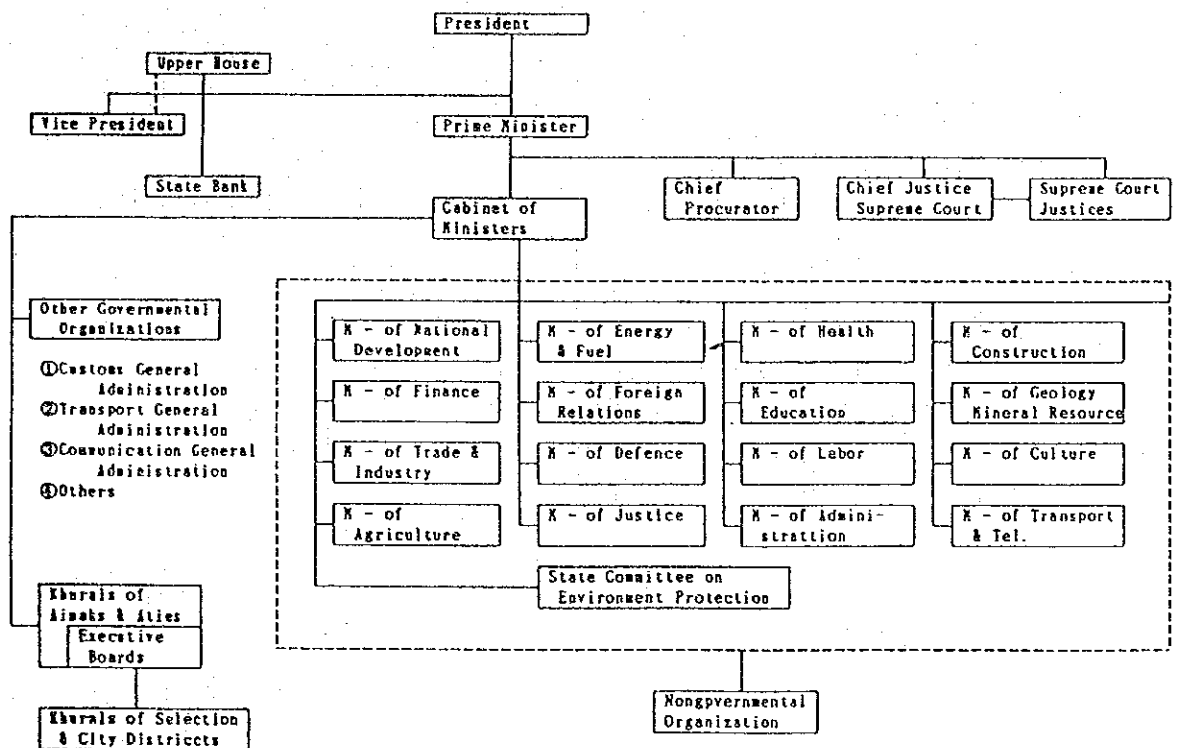 President
Upper House
Vice President
Prime Minister
State Bank
Chief
Procurator
Chief Justice
Supreme Court
Supreme Court
Justices
Cabinet of
Ministers
Other Governmental
Organizations
①Customs General
Administration
②Transport General
Administration
③Communication General
Administration
④Others
M - of National
Development
M - of Energy
& Fuel
M - of Health
M - of
Construction
M - of Finance
M - of Foreign
Relations
M - of
Education
M - of Geology
Mineral Resource
M - of Trade &
Industry
M - of Defence
M - of Labor
M - of Culture
M - of
Agriculture
M - of Justice
M - of Admini-
strattion
M - of Transport
& Tel.
State Committee on
Environment Protection
Khurals of
Aimaks & Aties
Executive
Boards
Khurals of Selection
& City Districcts
Nongpvernmental
Organization